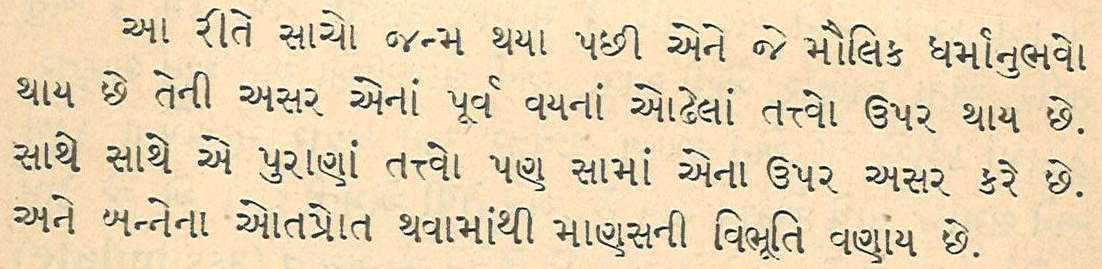 આ રીતે સાચો જન્મ થયા પછી એને જે મૌલિક ધર્માનુભવો
થાય છે તેની અસર એનાં પૂર્વ વયનાં ઓઢેલાં તત્ત્વો ઉપર થાય છે.
સાથે સાથે એ પુરાણાં તત્ત્વો પણ સામાં એના ઉપર અસર કરે છે.
અને બન્નેના ઓતપ્રોત થવામાંથી માણસની વિભૂતિ વણાય છે.